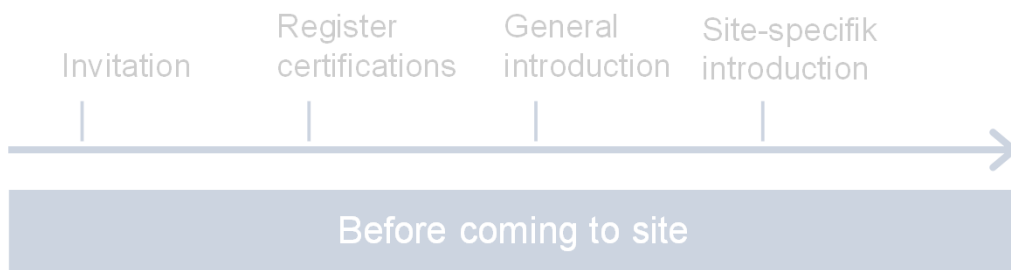 Invitation
Register
certifications
General
introduction
Site-specifik
introduction
Before coming to site